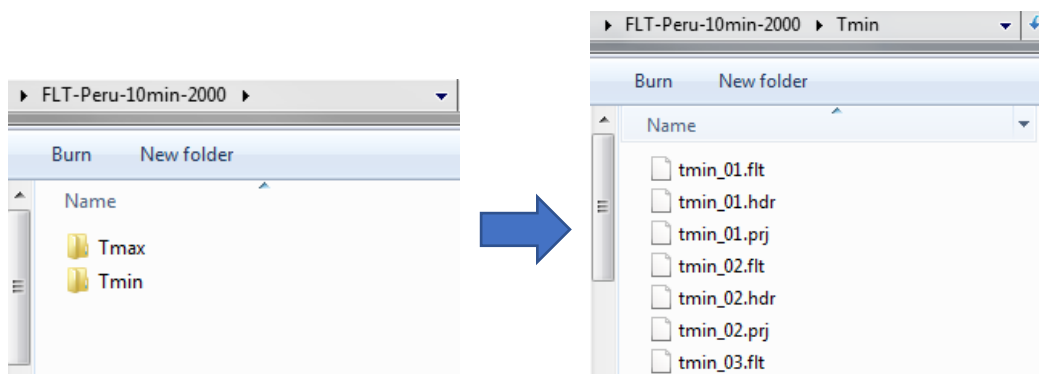 FLT-Peru-10min-2000
Burn New folder
Name
Tmax
Tmin
FLT-Peru-10min-2000 Tmin
Burn New folder
Name
tmin_01.flt
tmin_01.hdr
tmin_01.prj
tmin_02.flt
tmin_02.hdr
tmin_02.prj
tmin_03.flt